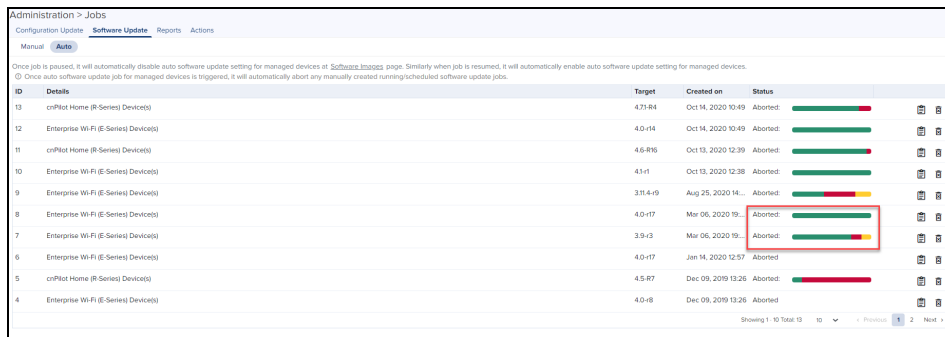 Administration > Jobs
Configuration Update Software Update Reports Actions
Manual Auto
Once job is paused, it will automatically disable auto software update setting for managed devices at Software Images page. Similarly when job is resumed, it will automatically enable auto software update setting for managed devices.
Once auto software update job for managed devices is triggered, it will automatically abort any manually created running/scheduled software update jobs.
ID Details Target Created on Status
13 cnPilot Home (R-Series) Device(s) 4.7.1-R4 Oct 14, 2020 10:49 Aborted:
12 Enterprise Wi-Fi (E-Series) Device(s) 4.0-r14 Oct 14, 2020 10:49 Aborted:
11 cnPilot Home (R-Series) Device(s) 4.6-R16 Oct 13, 2020 12:39 Aborted:
10 Enterprise Wi-Fi (E-Series) Device(s) 4.1-r1 Oct 13, 2020 12:38 Aborted:
9 Enterprise Wi-Fi (E-Series) Device(s) 3.11.4-r9 Aug 25, 2020 14:... Aborted:
8 Enterprise Wi-Fi (E-Series) Device(s) 4.0-r17 Mar 06, 2020 19:... Aborted:
7 Enterprise Wi-Fi (E-Series) Device(s) 3.9-r3 Mar 06, 2020 19:... Aborted:
6 Enterprise Wi-Fi (E-Series) Device(s) 4.0-r17 Jan 14, 2020 12:57 Aborted
5 cnPilot Home (R-Series) Device(s) 4.5-R7 Dec 09, 2019 13:26 Aborted:
4 Enterprise Wi-Fi (E-Series) Device(s) 4.0-r8 Dec 09, 2019 13:26 Aborted
Showing 1 - 10 Total: 13 10 < Previous 1 2 Next >